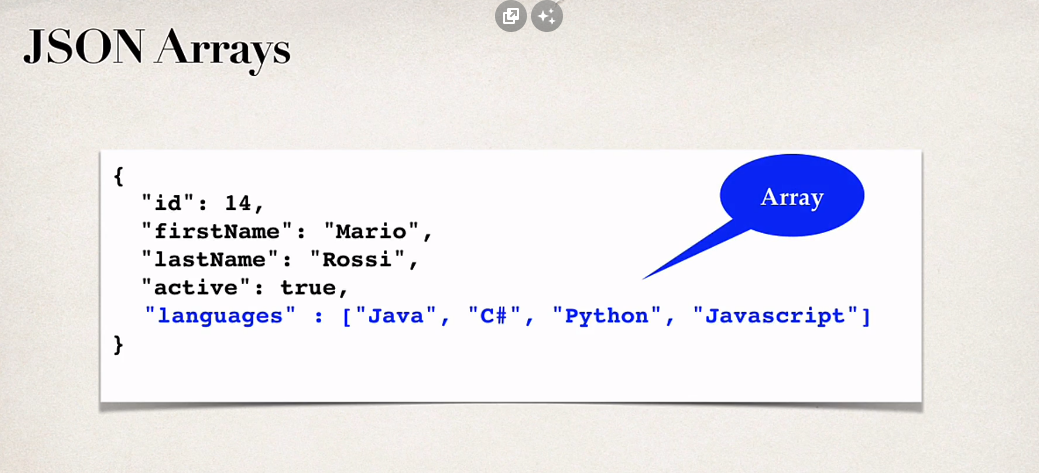 JSON Arrays
Array
{
"id": 14,
"firstName": "Mario",
"lastName": "Rossi",
"active": true,
"languages" : ["Java", "C#", "Python", "Javascript"]
}